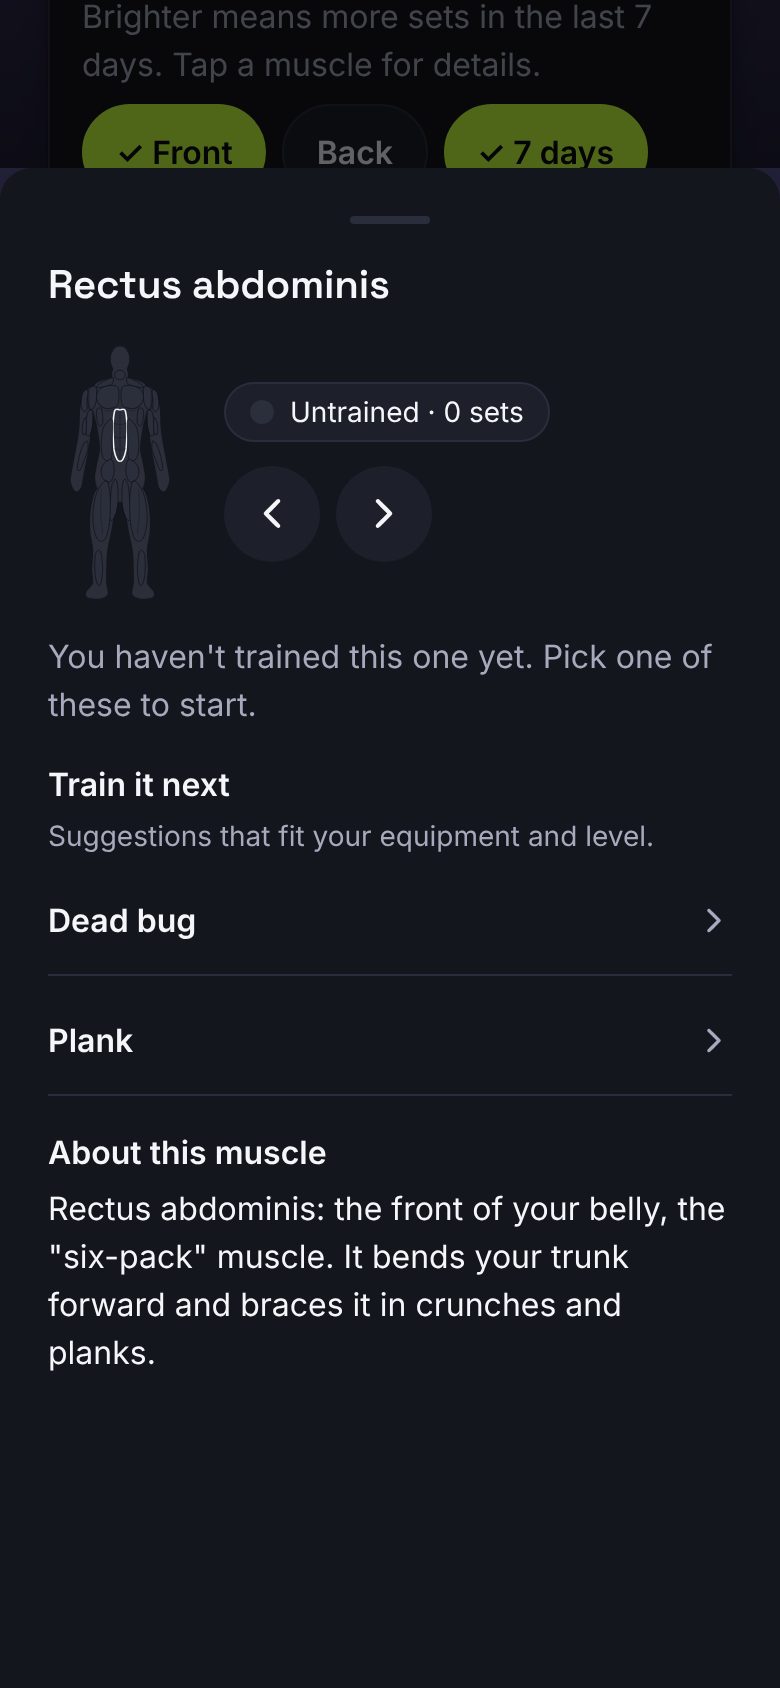 Brighter means more sets in the last 7
days. Tap a muscle for details.
✓ Front
Back
✓ 7 days
Rectus abdominis
Untrained · 0 sets
You haven't trained this one yet. Pick one of
these to start.
Train it next
Suggestions that fit your equipment and level.
Dead bug
Plank
About this muscle
Rectus abdominis: the front of your belly, the
"six-pack" muscle. It bends your trunk
forward and braces it in crunches and
planks.